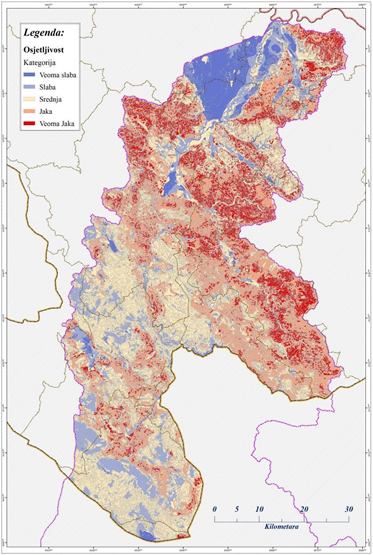 Legenda:
Osjetljivost
Kategorija
Veoma slaba
Slaba
Srednja
Jaka
Veoma Jaka
0 5 10 20 30
Kilometara